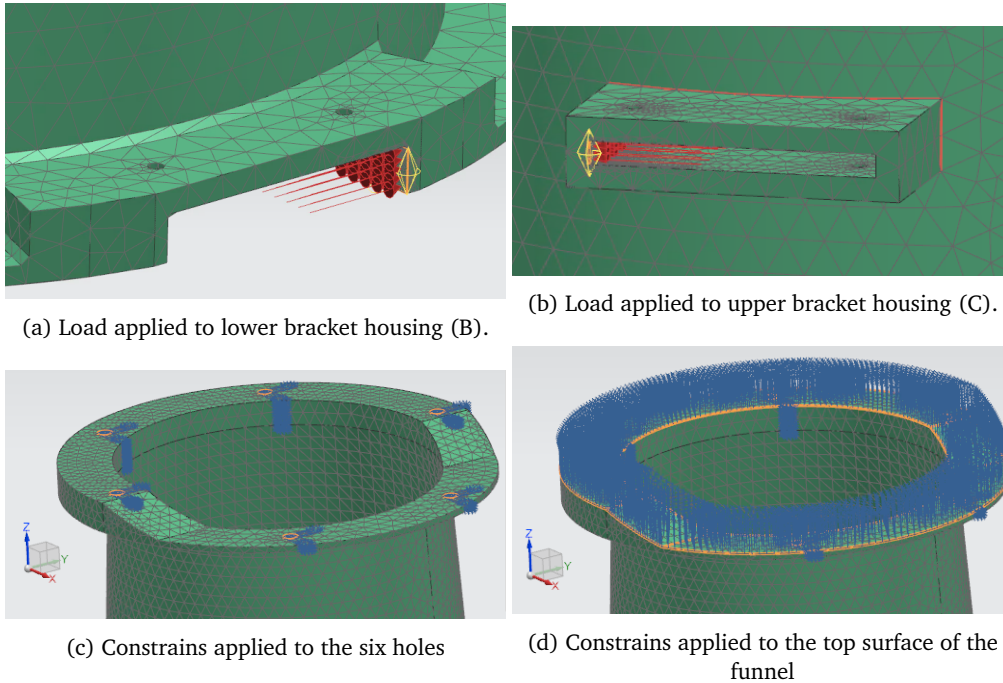 (a) Load applied to lower bracket housing (B).
(b) Load applied to upper bracket housing (C).
Z
Y
X
(c) Constrains applied to the six holes
Z
Y
X
(d) Constrains applied to the top surface of the
funnel